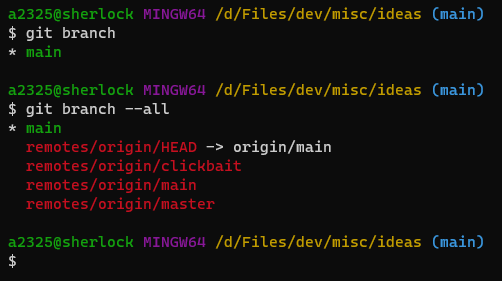 a2325@sherlock MINGW64 /d/Files/dev/misc/ideas (main)
$ git branch
* main
a2325@sherlock MINGW64 /d/Files/dev/misc/ideas (main)
$ git branch --all
* main
  remotes/origin/HEAD -> origin/main
  remotes/origin/clickbait
  remotes/origin/main
  remotes/origin/master
a2325@sherlock MINGW64 /d/Files/dev/misc/ideas (main)
$